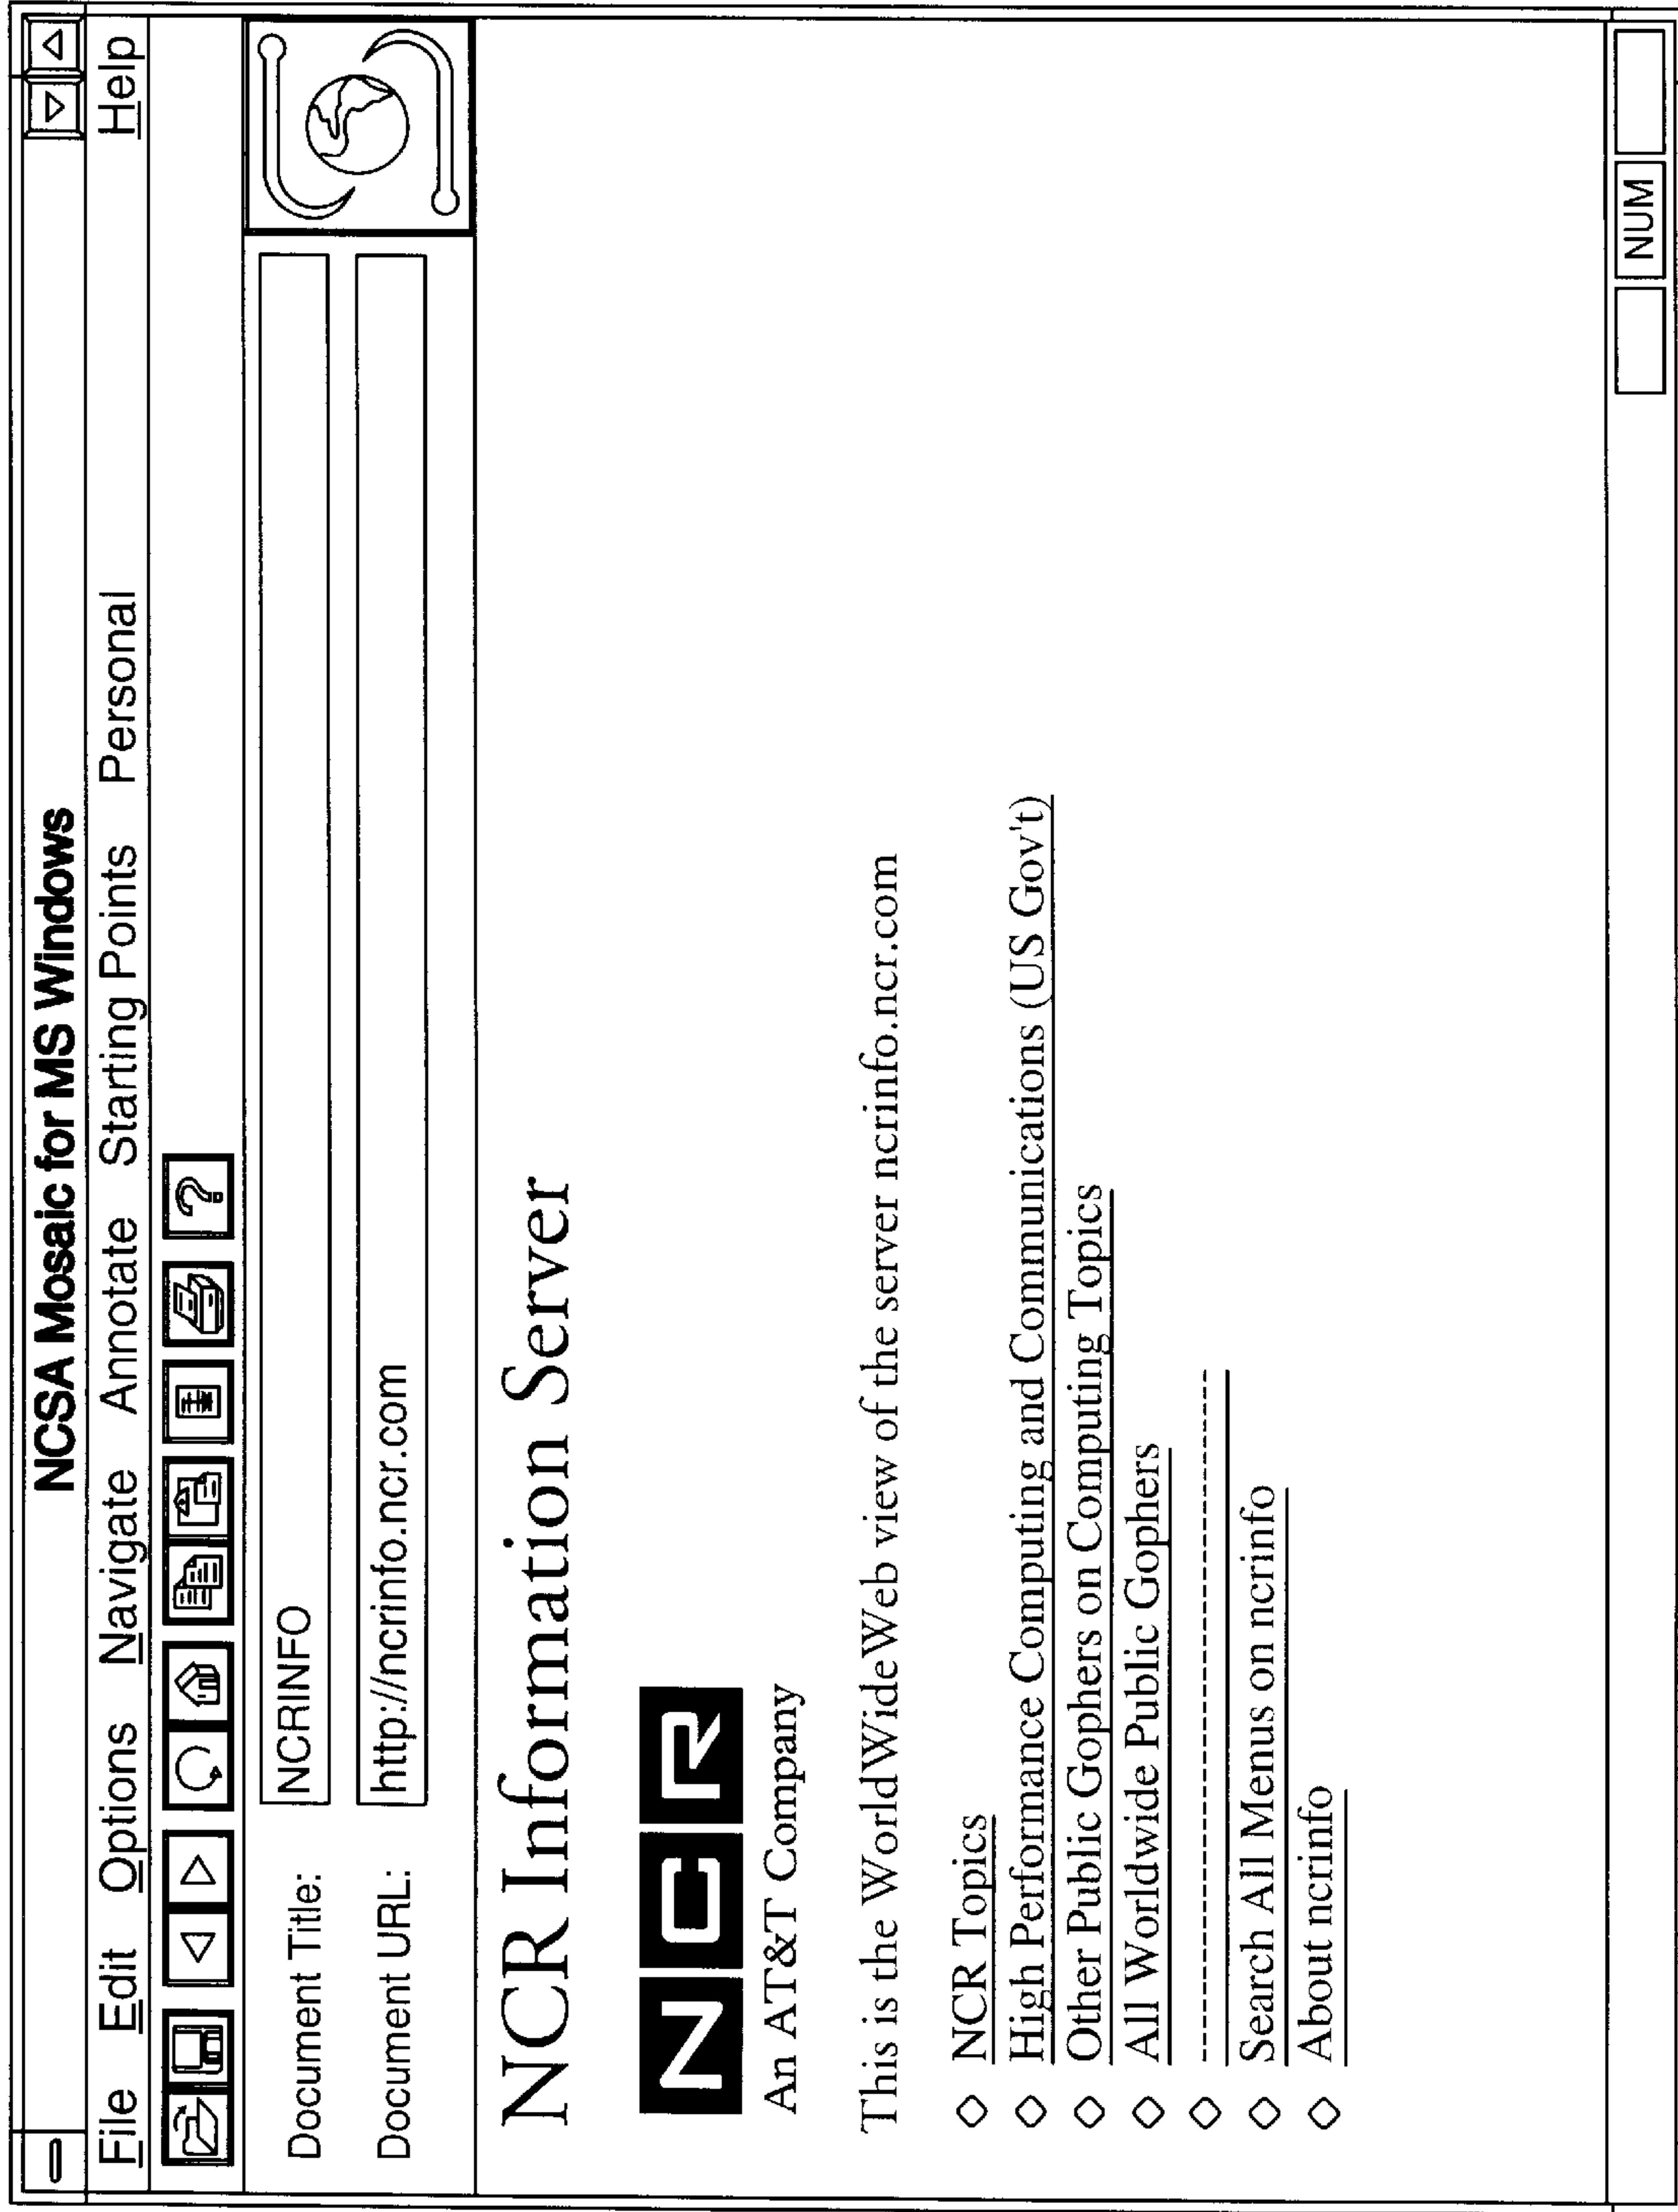 NCSA Mosaic for MS Windows
File Edit Options Navigate Annotate Starting Points Personal Help
?
Document Title: NCRINFO
Document URL: http://ncrinfo.ncr.com
NCR Information Server
NCR
An AT&T Company
This is the WorldWideWeb view of the server ncrinfo.ncr.com
◇ NCR Topics
◇ High Performance Computing and Communications (US Gov't)
◇ Other Public Gophers on Computing Topics
◇ All Worldwide Public Gophers
◇ -----------------------------
◇ Search All Menus on ncrinfo
◇ About ncrinfo
NUM